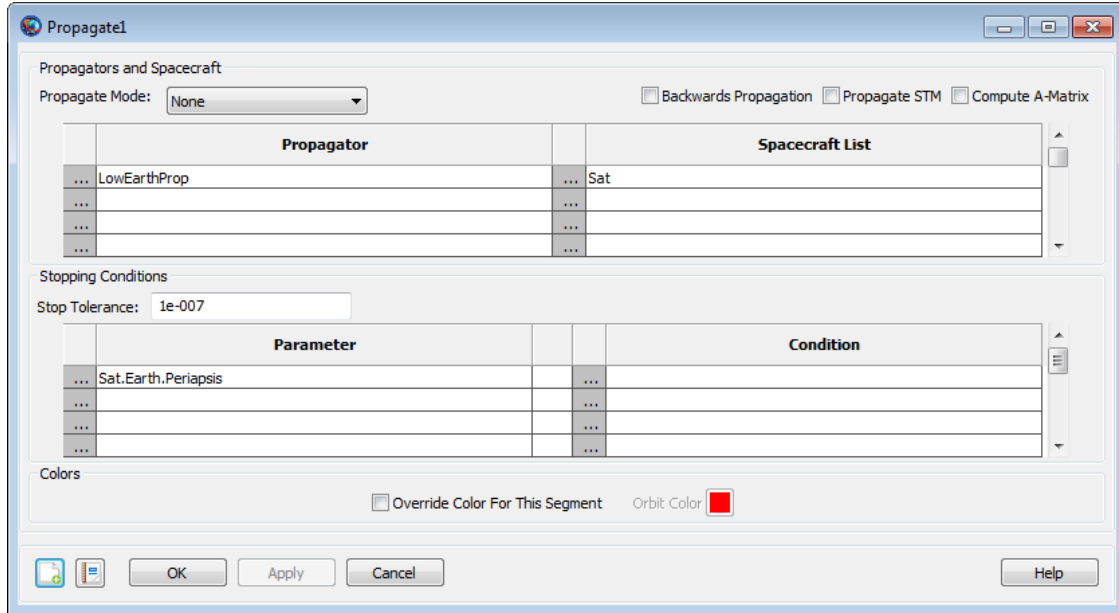 Propagate1
Propagators and Spacecraft
Propagate Mode: None Backwards Propagation Propagate STM Compute A-Matrix
Propagator Spacecraft List
... LowEarthProp ... Sat
... ...
... ...
... ...
Stopping Conditions
Stop Tolerance: 1e-007
Parameter Condition
... Sat.Earth.Periapsis ...
... ...
... ...
... ...
Colors
Override Color For This Segment Orbit Color
OK Apply Cancel Help